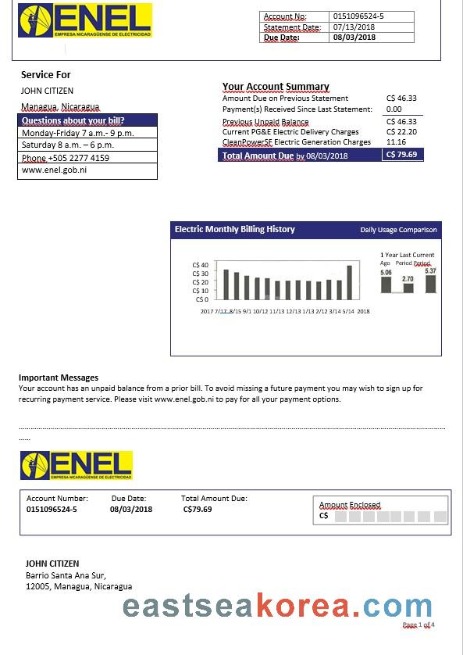 ENEL
EMPRESA NICARAGÜENSE DE ELECTRICIDAD
Account No: 0151096524-5
Statement Date: 07/13/2018
Due Date: 08/03/2018
Service For
JOHN CITIZEN
Managua, Nicaragua
Questions about your bill?
Monday-Friday 7 a.m.- 9 p.m.
Saturday 8 a.m. – 6 p.m.
Phone +505 2277 4159
www.enel.gob.ni
Your Account Summary
Amount Due on Previous Statement C$ 46.33
Payment(s) Received Since Last Statement: 0.00
Previous Unpaid Balance C$ 46.33
Current PG&E Electric Delivery Charges C$ 22.20
CleanPowerSF Electric Generation Charges 11.16
Total Amount Due by 08/03/2018 C$ 79.69
Electric Monthly Billing History Daily Usage Comparison
1 Year Last Current
Ago Period Period
C$ 40
C$ 30
C$ 20
C$ 10
C$ 0
5.06 2.70 5.37
2017 7/17 8/15 9/1 10/12 11/13 12/13 1/13 2/12 3/14 5/14 2018
Important Messages
Your account has an unpaid balance from a prior bill. To avoid missing a future payment you may wish to sign up for
recurring payment service. Please visit www.enel.gob.ni to pay for all your payment options.
ENEL
EMPRESA NICARAGÜENSE DE ELECTRICIDAD
Account Number: Due Date: Total Amount Due:
0151096524-5 08/03/2018 C$79.69
Amount Enclosed
C$
JOHN CITIZEN
Barrio Santa Ana Sur,
12005, Managua, Nicaragua
eastseakorea.com
Page 1 of 4